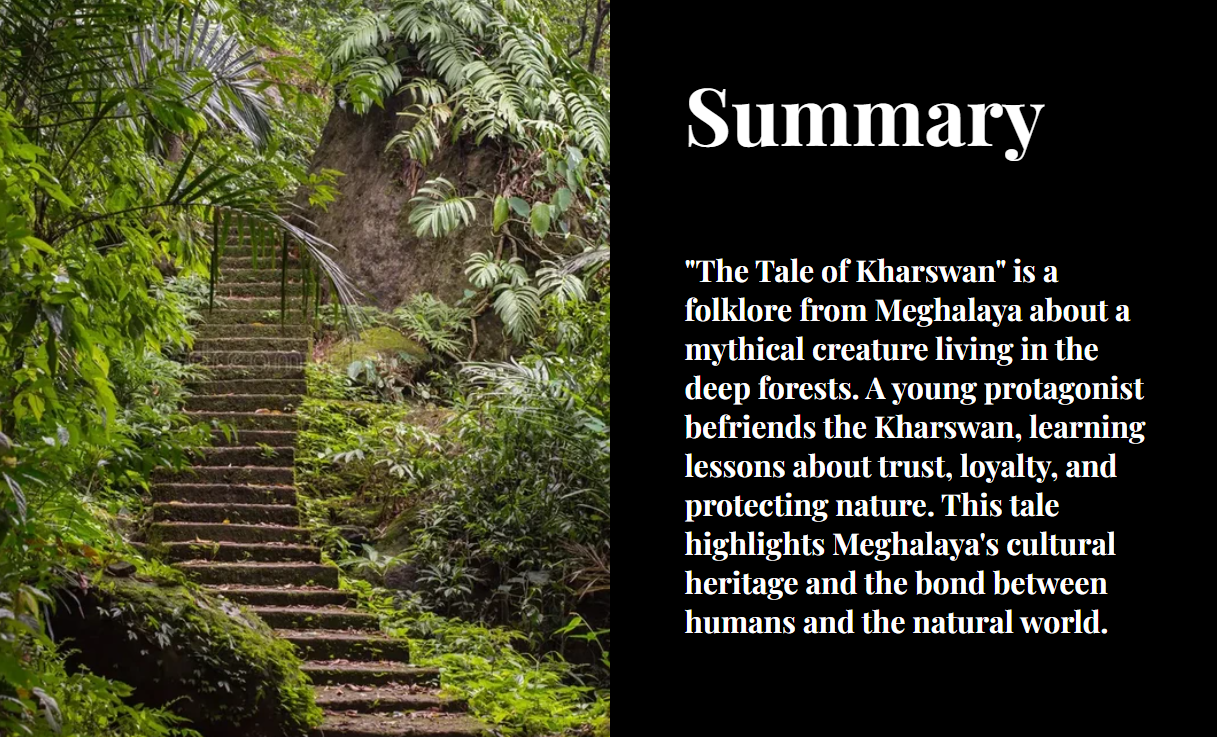 Summary
"The Tale of Kharswan" is a
folklore from Meghalaya about a
mythical creature living in the
deep forests. A young protagonist
befriends the Kharswan, learning
lessons about trust, loyalty, and
protecting nature. This tale
highlights Meghalaya's cultural
heritage and the bond between
humans and the natural world.